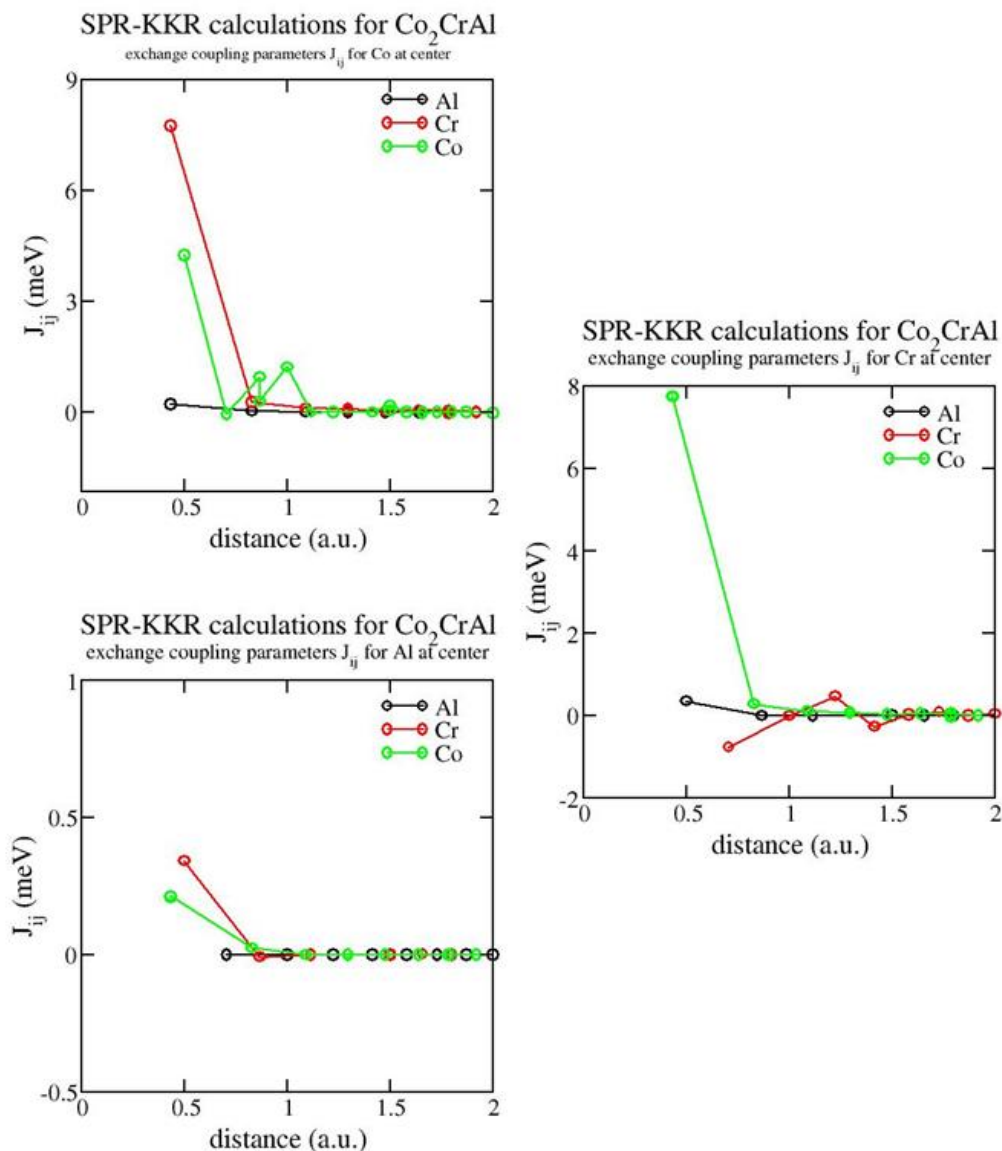 SPR-KKR calculations for Co₂CrAl
exchange coupling parameters Jᵢⱼ for Co at center
Al
Cr
Co
9
6
3
0
Jᵢⱼ (meV)
0
0.5
1
1.5
2
distance (a.u.)
SPR-KKR calculations for Co₂CrAl
exchange coupling parameters Jᵢⱼ for Cr at center
Al
Cr
Co
8
6
4
2
0
-2
Jᵢⱼ (meV)
0
0.5
1
1.5
2
distance (a.u.)
SPR-KKR calculations for Co₂CrAl
exchange coupling parameters Jᵢⱼ for Al at center
Al
Cr
Co
1
0.5
0
-0.5
Jᵢⱼ (meV)
0
0.5
1
1.5
2
distance (a.u.)